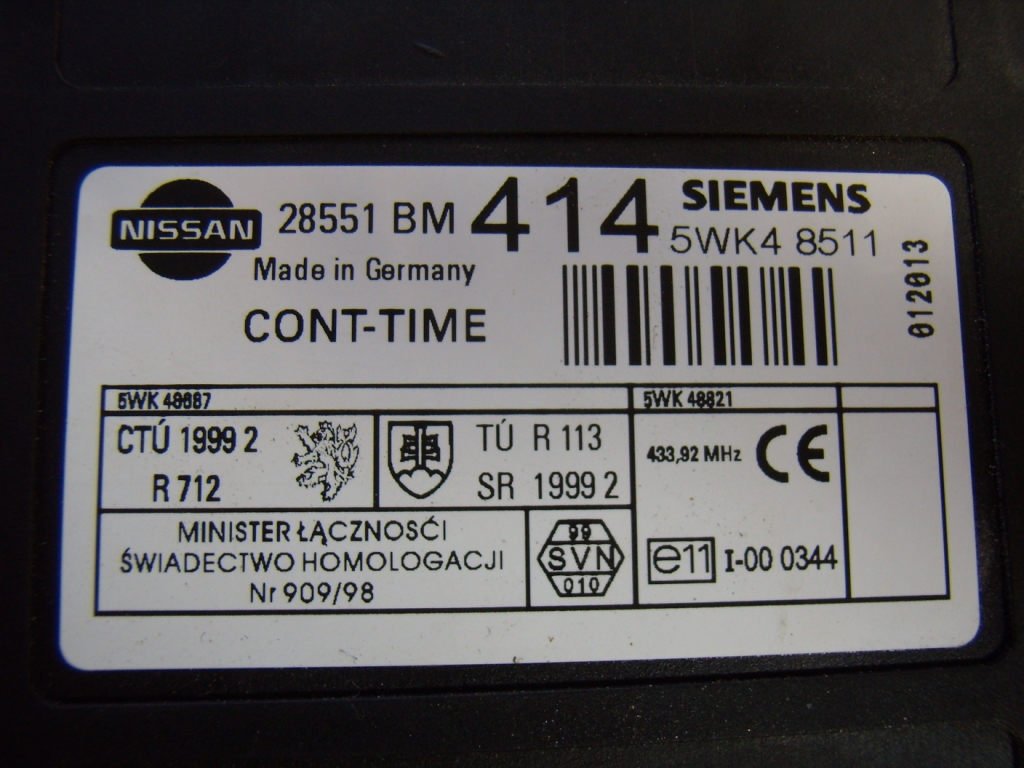 NISSAN
28551 BM 414
SIEMENS
5WK4 8511
Made in Germany
CONT-TIME
012013
5WK 48687
5WK 48821
CTÚ 1999 2
R 712
TÚ R 113
SR 1999 2
433,92 MHz
CE
MINISTER ŁĄCZNOSĆI
ŚWIADECTWO HOMOLOGACJI
Nr 909/98
99
SVN
010
e11 I-00 0344